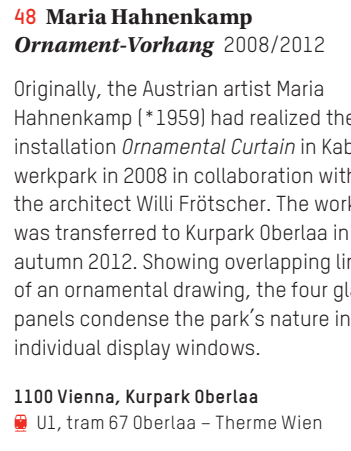 48 Maria Hahnenkamp
Ornament-Vorhang 2008/2012
Originally, the Austrian artist Maria
Hahnenkamp (*1959) had realized the
installation Ornamental Curtain in
werkpark in 2008 in collaboration with
the architect Willi Frötscher. The work
was transferred to Kurpark Oberlaa in
autumn 2012. Showing overlapping
of an ornamental drawing, the four
panels condense the park’s nature in
individual display windows.
1100 Vienna, Kurpark Oberlaa
U1, tram 67 Oberlaa – Therme Wien